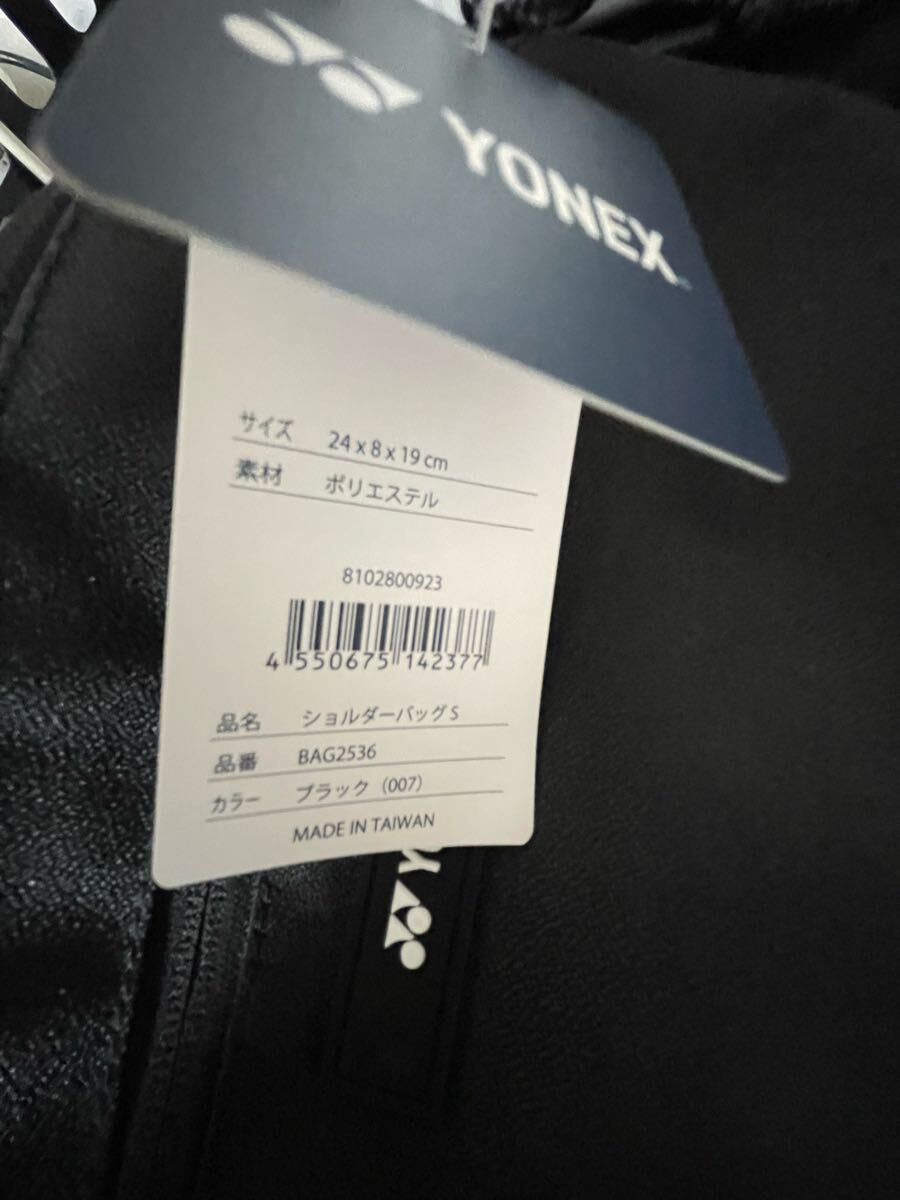 YONEX
サイズ 24 x 8 x 19 cm
素材 ポリエステル
8102800923
4 550675 142377
品名 ショルダーバッグ S
品番 BAG2536
カラー ブラック（007）
MADE IN TAIWAN
Y